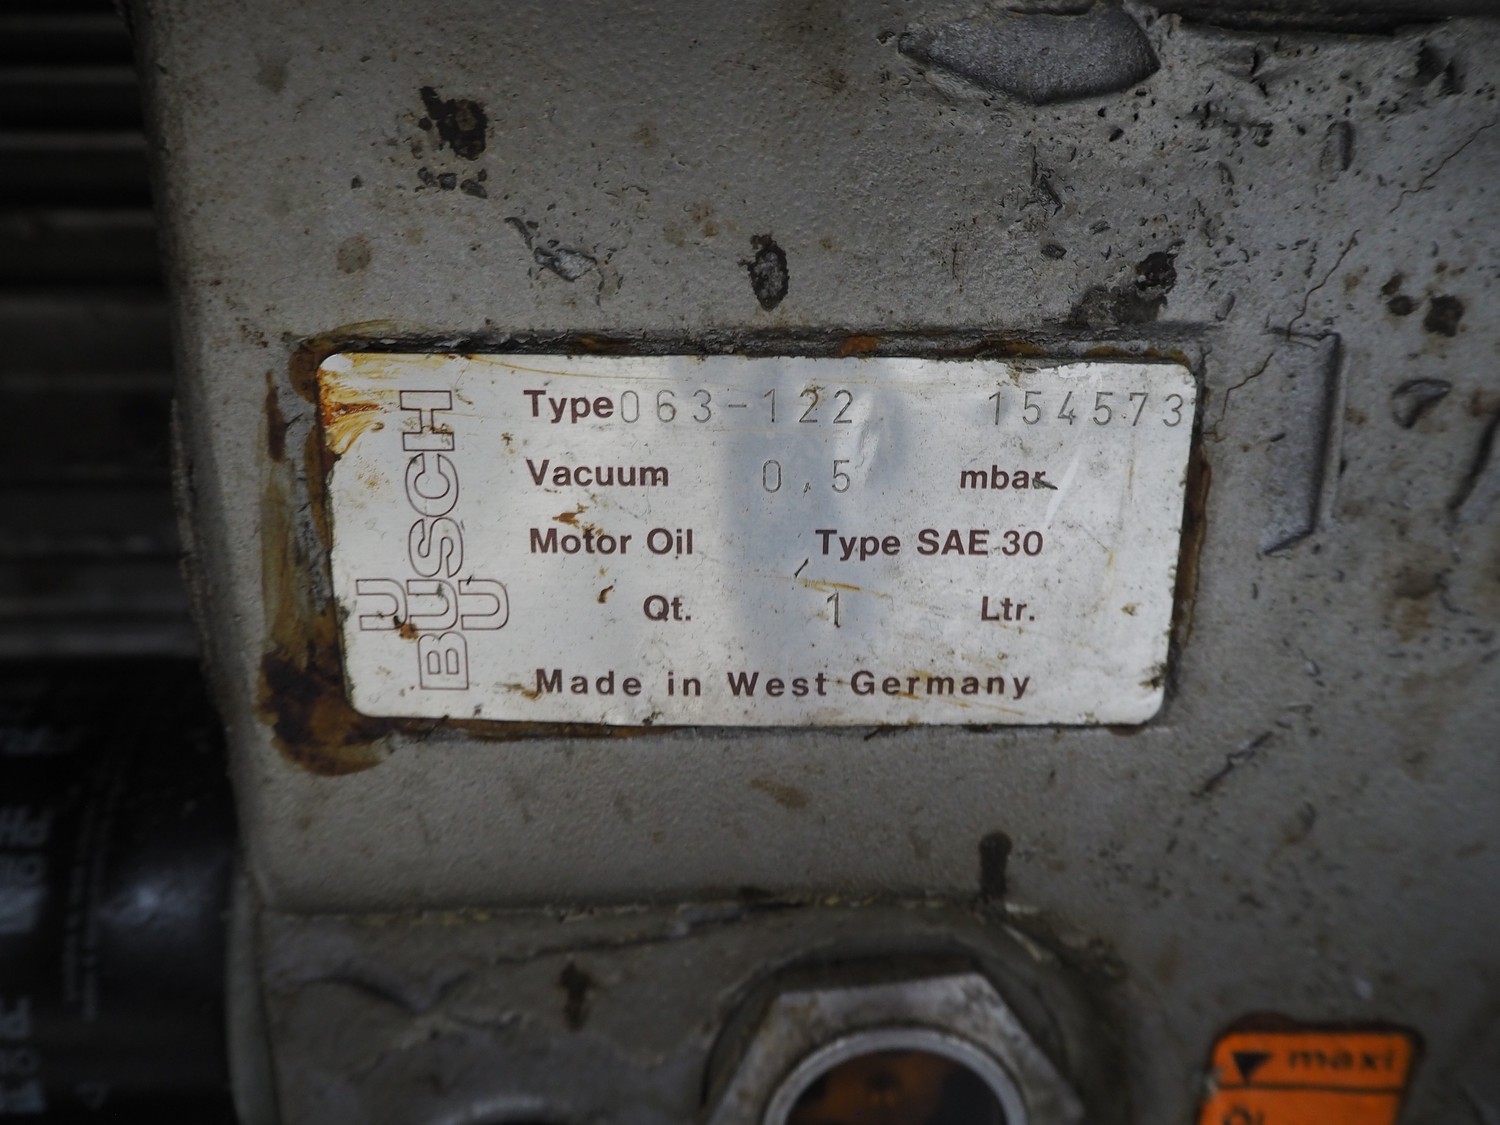 BUSCH
U
U
Type 063-122 154573
Vacuum 0,5 mbar
Motor Oil Type SAE 30
Qt. 1 Ltr.
Made in West Germany
maxi